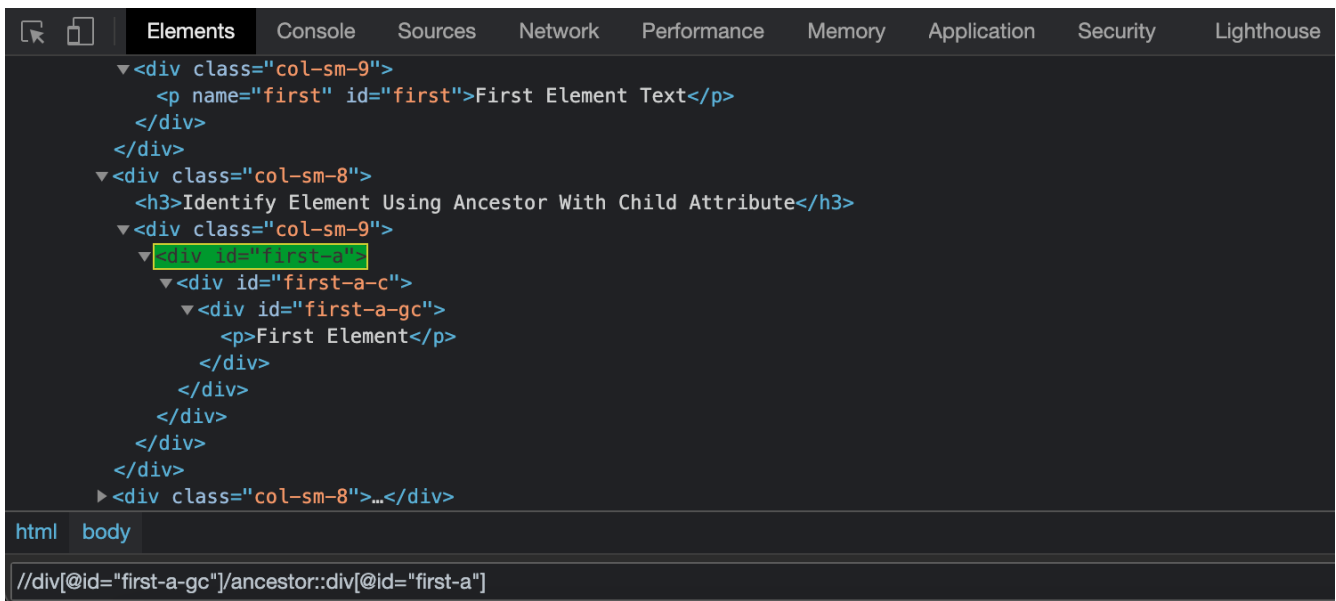 Elements Console Sources Network Performance Memory Application Security Lighthouse
<div class="col-sm-9">
<p name="first" id="first">First Element Text</p>
</div>
</div>
<div class="col-sm-8">
<h3>Identify Element Using Ancestor With Child Attribute</h3>
<div class="col-sm-9">
<div id="first-a">
<div id="first-a-c">
<div id="first-a-gc">
<p>First Element</p>
</div>
</div>
</div>
</div>
</div>
<div class="col-sm-8">…</div>
html body
//div[@id="first-a-gc"]/ancestor::div[@id="first-a"]